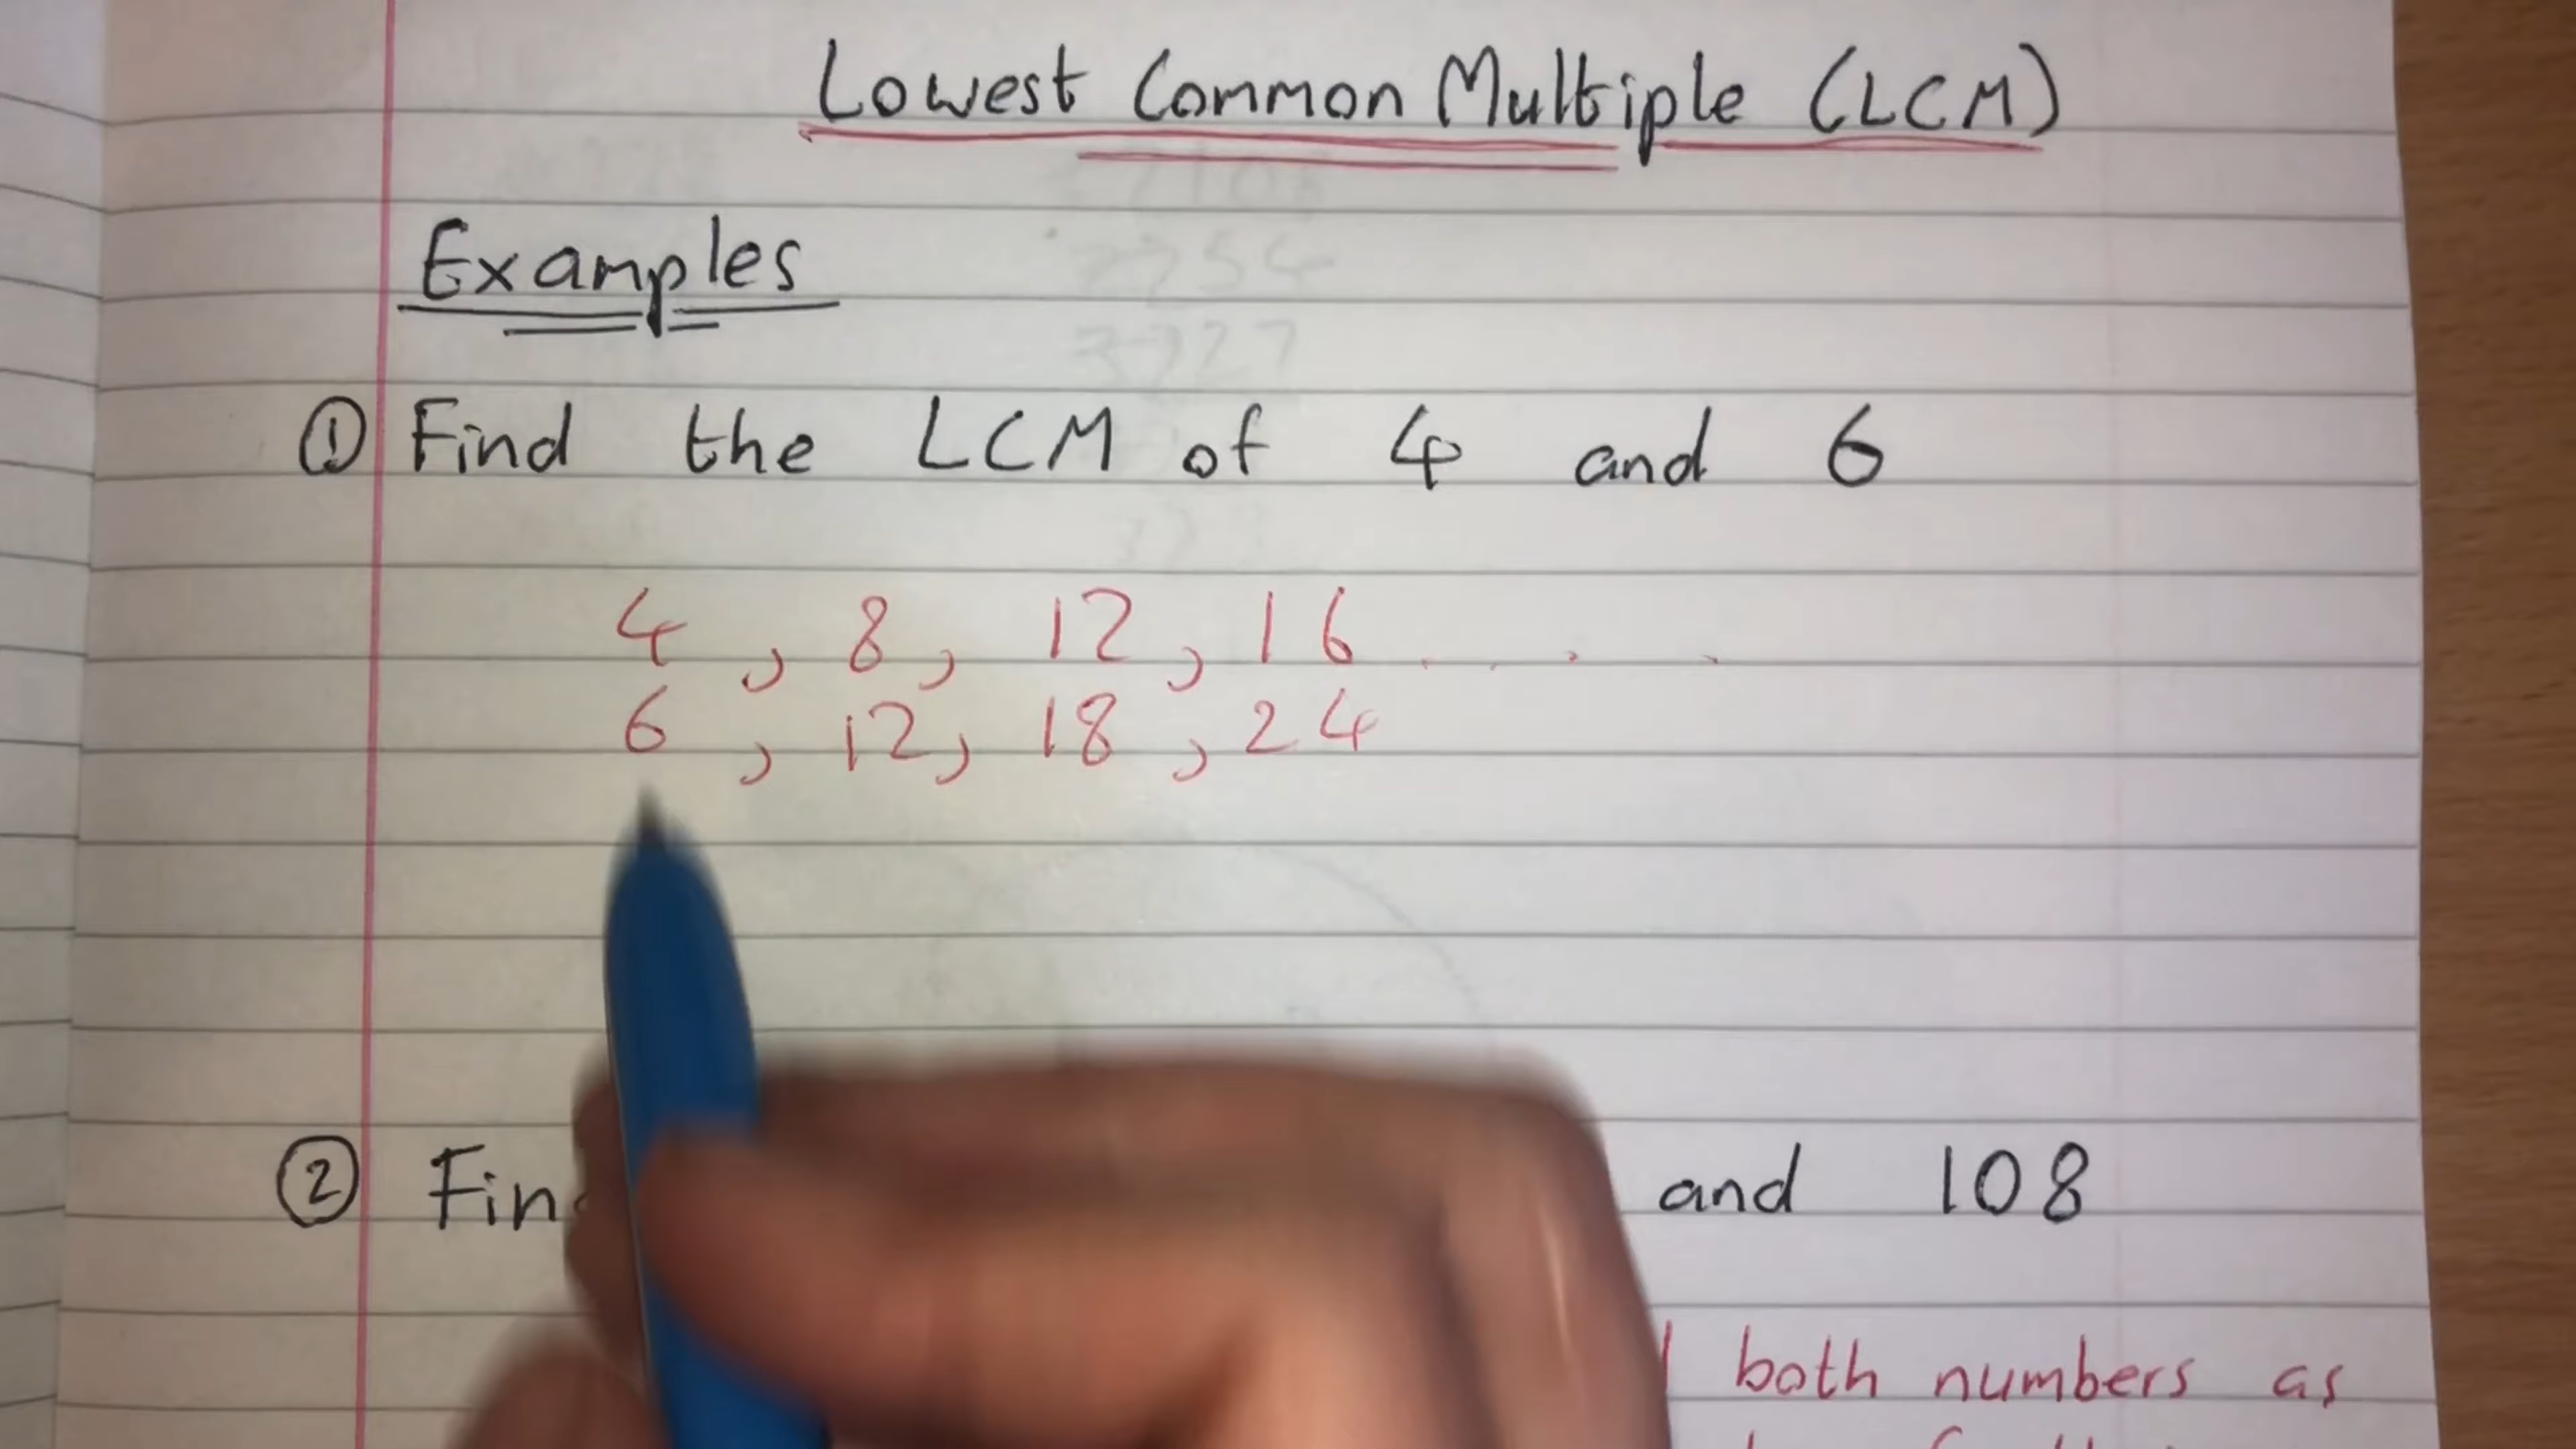 Lowest Common Multiple (LCM)
Examples
① Find the LCM of 4 and 6
4 , 8 , 12 , 16 . . . .
6 , 12 , 18 , 24
② and 108
both numbers as